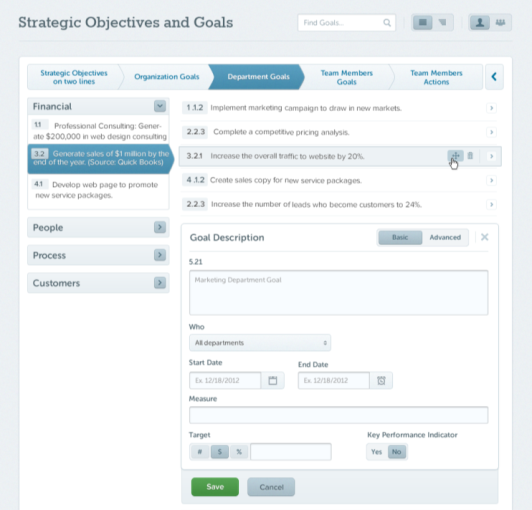 Strategic Objectives and Goals
Find Goals...
Strategic Objectives
on two lines
Organization Goals
Department Goals
Team Members
Goals
Team Members
Actions
Financial
1.1 Professional Consulting: Gener-
ate $200,000 in web design consulting
3.2 Generate sales of $1 million by the
end of the year. (Source: Quick Books)
4.1 Develop web page to promote
new service packages.
People
Process
Customers
1.1.2 Implement marketing campaign to draw in new markets.
2.2.3 Complete a competitive pricing analysis.
3.2.1 Increase the overall traffic to website by 20%.
4.1.2 Create sales copy for new service packages.
2.2.3 Increase the number of leads who become customers to 24%.
Goal Description
Basic
Advanced
5.21
Marketing Department Goal
Who
All departments
Start Date
End Date
Ex. 12/18/2012
Ex. 12/18/2012
Measure
Target
Key Performance Indicator
# $ %
Yes No
Save
Cancel